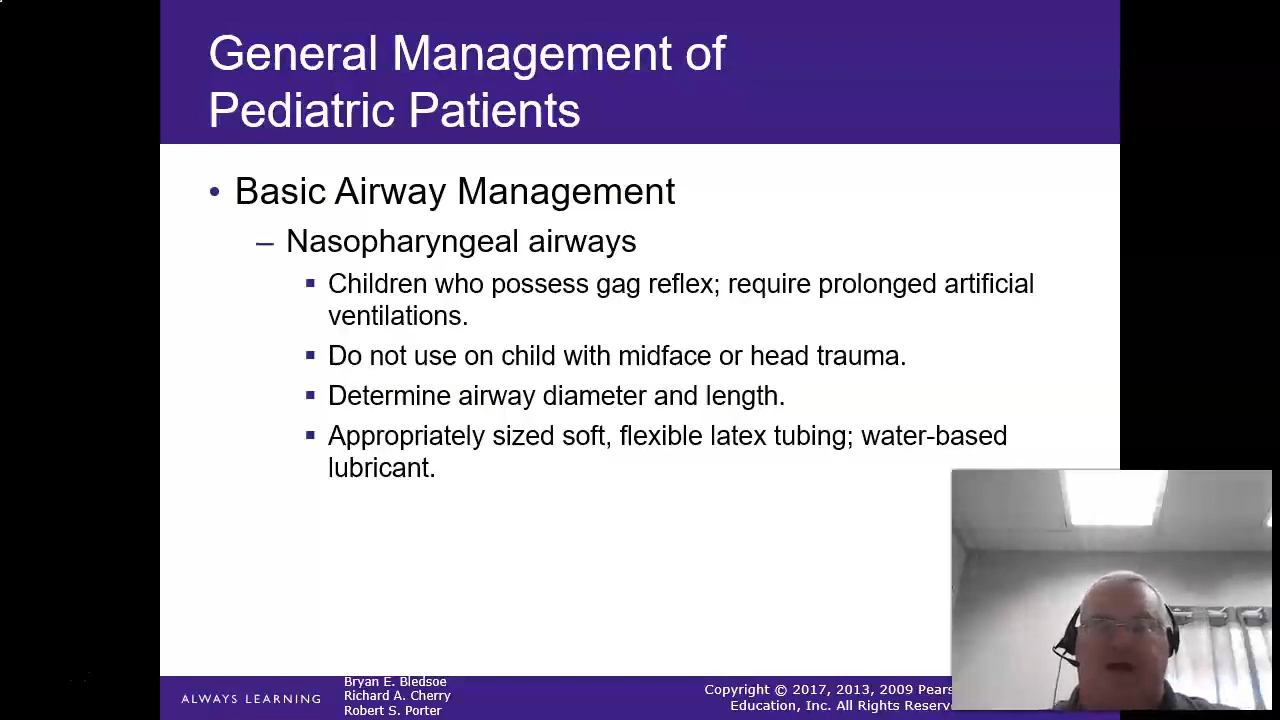 General Management of
Pediatric Patients
• Basic Airway Management
– Nasopharyngeal airways
▪ Children who possess gag reflex; require prolonged artificial
ventilations.
▪ Do not use on child with midface or head trauma.
▪ Determine airway diameter and length.
▪ Appropriately sized soft, flexible latex tubing; water-based
lubricant.
ALWAYS LEARNING
Bryan E. Bledsoe
Richard A. Cherry
Robert S. Porter
Copyright © 2017, 2013, 2009
Education, Inc. All Rights